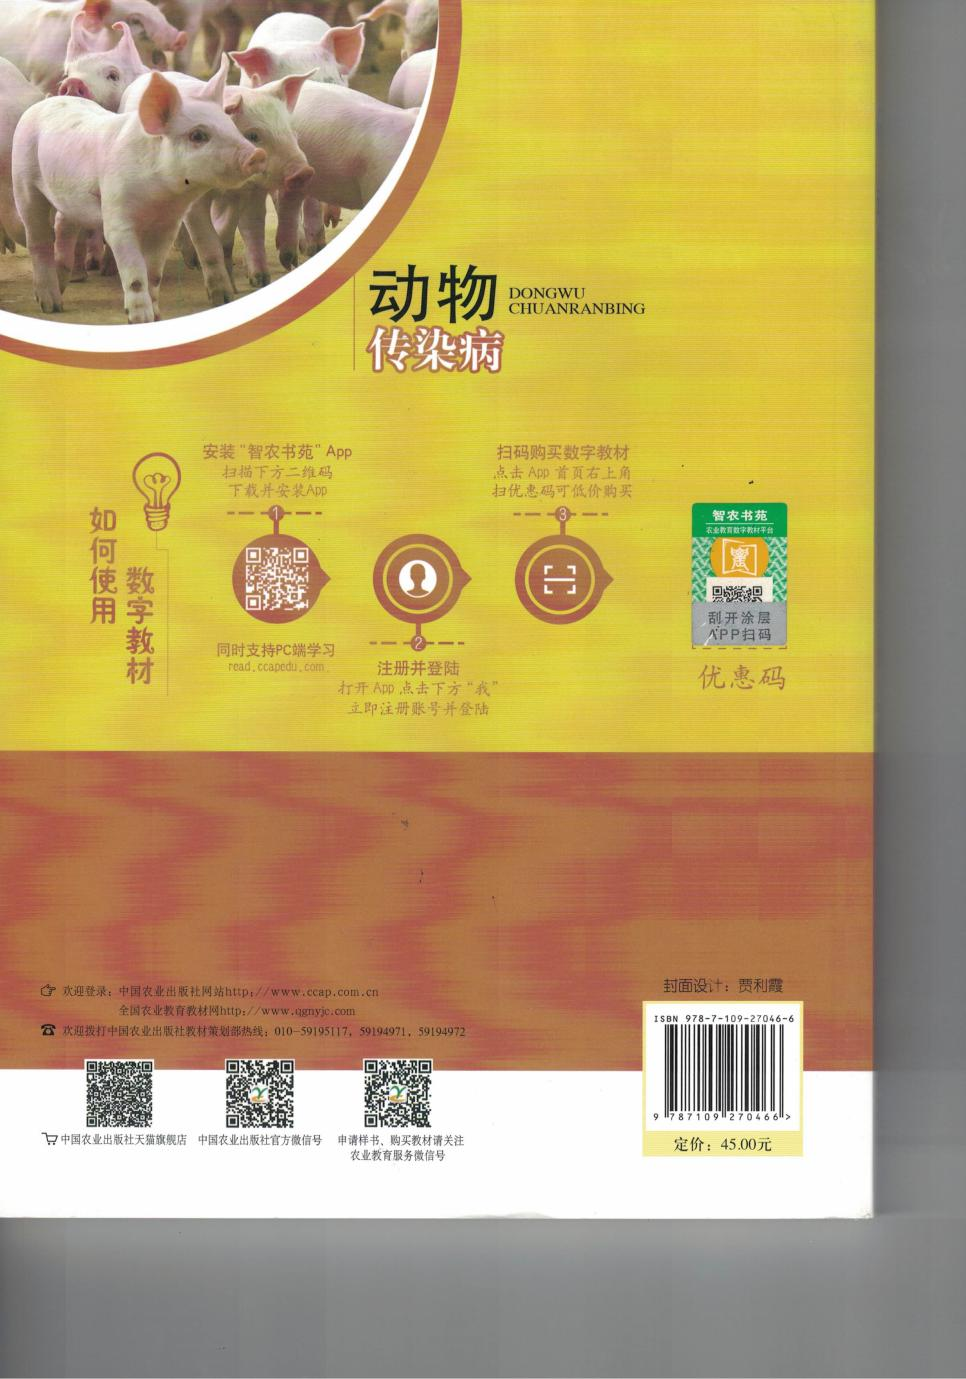 动物
DONGWU
CHUANRANBING
传染病
如何使用
数字教材
安装“智农书苑”App
扫描下方二维码
下载并安装App
1
同时支持PC端学习
read.ccapedu.com
2
注册并登陆
打开 App 点击下方“我”
立即注册账号并登陆
扫码购买数字教材
点击 App 首页右上角
扫优惠码可低价购买
3
智农书苑
农业教育数字教材平台
刮开涂层
APP扫码
优惠码
欢迎登录：中国农业出版社网站http://www.ccap.com.cn
全国农业教育教材网http://www.qgnyjc.com
欢迎拨打中国农业出版社教材策划部热线：010-59195117，59194971，59194972
中国农业出版社天猫旗舰店
中国农业出版社官方微信号
申请样书、购买教材请关注
农业教育服务微信号
封面设计：贾利霞
ISBN 978-7-109-27046-6
9 787109 270466 >
定价：45.00元